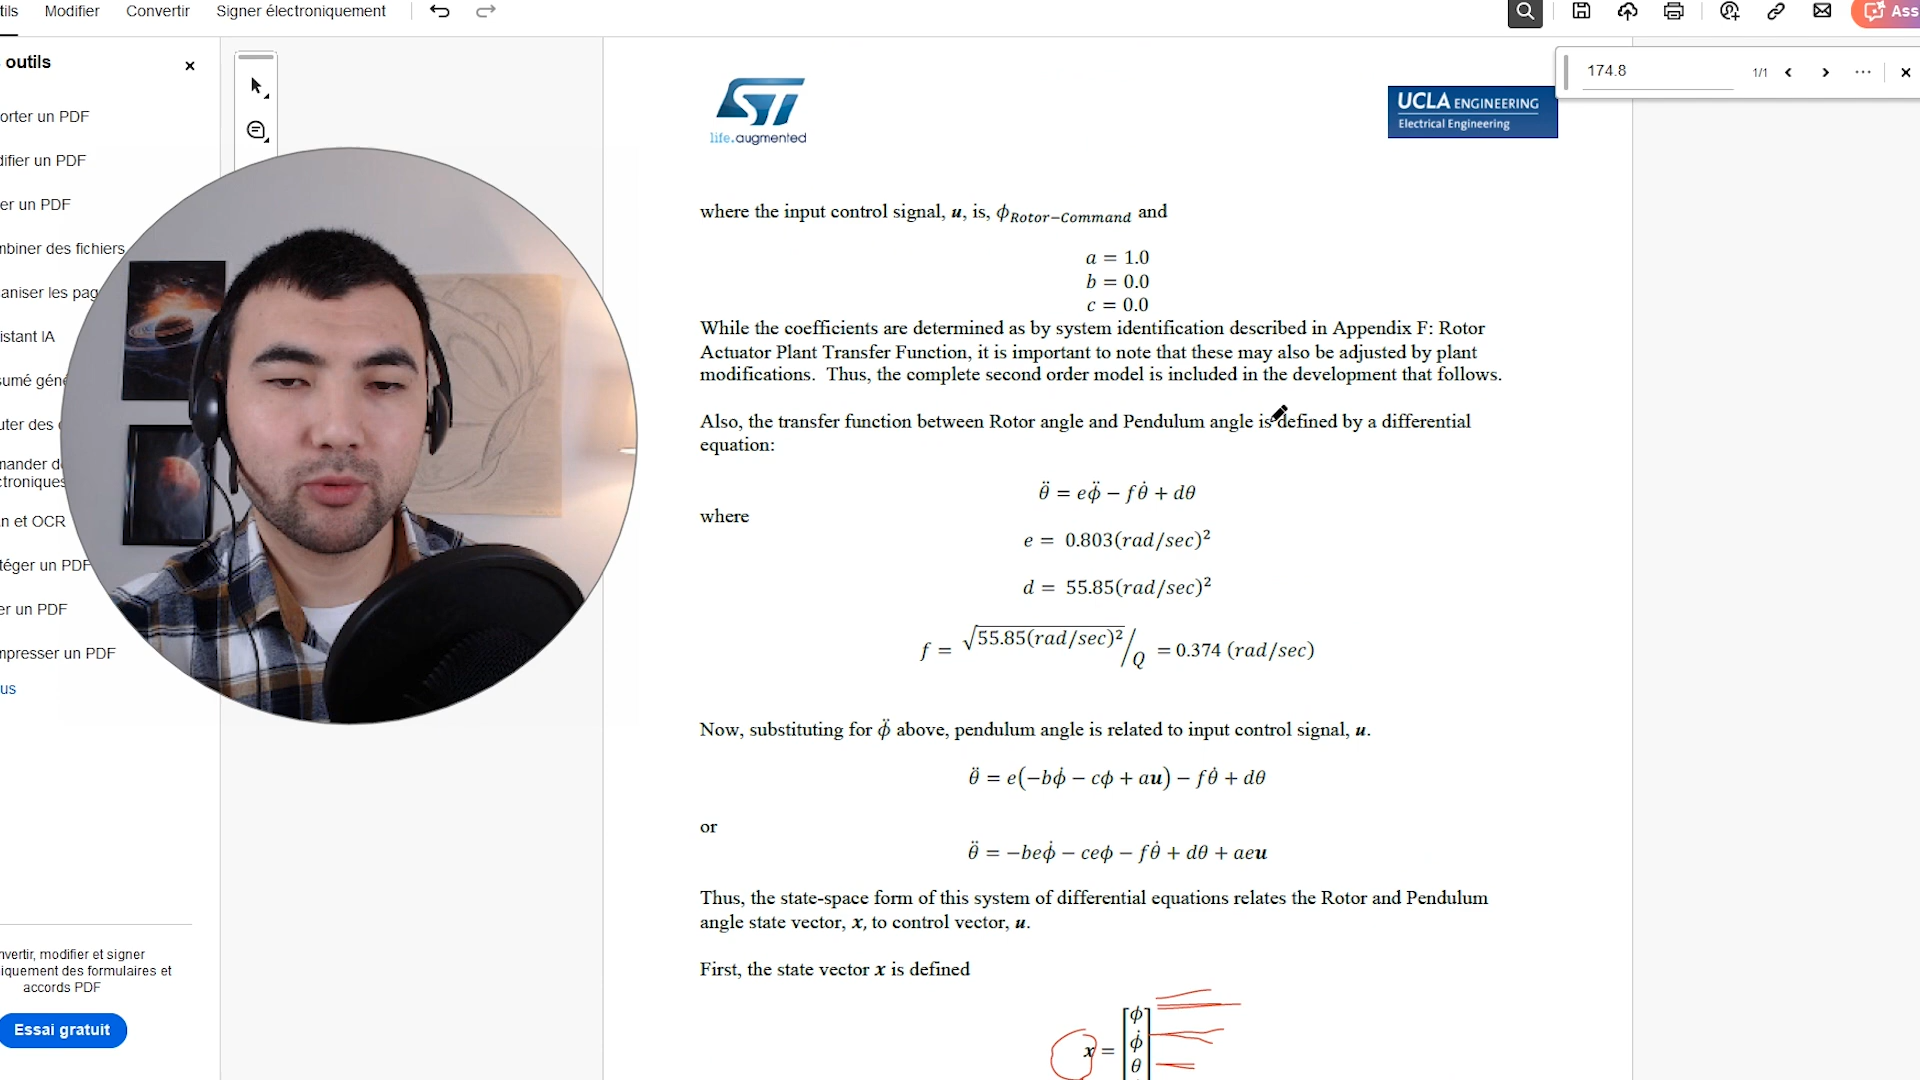 tils Modifier Convertir Signer électroniquement Ass
outils
174.8 1/1
orter un PDF
difier un PDF
er un PDF
mbiner des fichiers
aniser les pag
istant IA
sumé géné
uter des
mander d
ctroniques
n et OCR
téger un PDF
er un PDF
mpresser un PDF
us
nvertir, modifier et signer
iquement des formulaires et
accords PDF
Essai gratuit
ST
life.augmented
UCLA ENGINEERING
Electrical Engineering
where the input control signal, u, is, ϕRotor−Command and
a = 1.0
b = 0.0
c = 0.0
While the coefficients are determined as by system identification described in Appendix F: Rotor
Actuator Plant Transfer Function, it is important to note that these may also be adjusted by plant
modifications. Thus, the complete second order model is included in the development that follows.
Also, the transfer function between Rotor angle and Pendulum angle is defined by a differential
equation:
θ̈ = eϕ̈ − fθ̇ + dθ
where
e = 0.803(rad/sec)²
d = 55.85(rad/sec)²
f = √55.85(rad/sec)²/Q = 0.374 (rad/sec)
Now, substituting for ϕ̈ above, pendulum angle is related to input control signal, u.
θ̈ = e(−bϕ̇ − cϕ + au) − fθ̇ + dθ
or
θ̈ = −beϕ̇ − ceϕ − fθ̇ + dθ + aeu
Thus, the state-space form of this system of differential equations relates the Rotor and Pendulum
angle state vector, x, to control vector, u.
First, the state vector x is defined
ϕ
ϕ̇
x =
θ